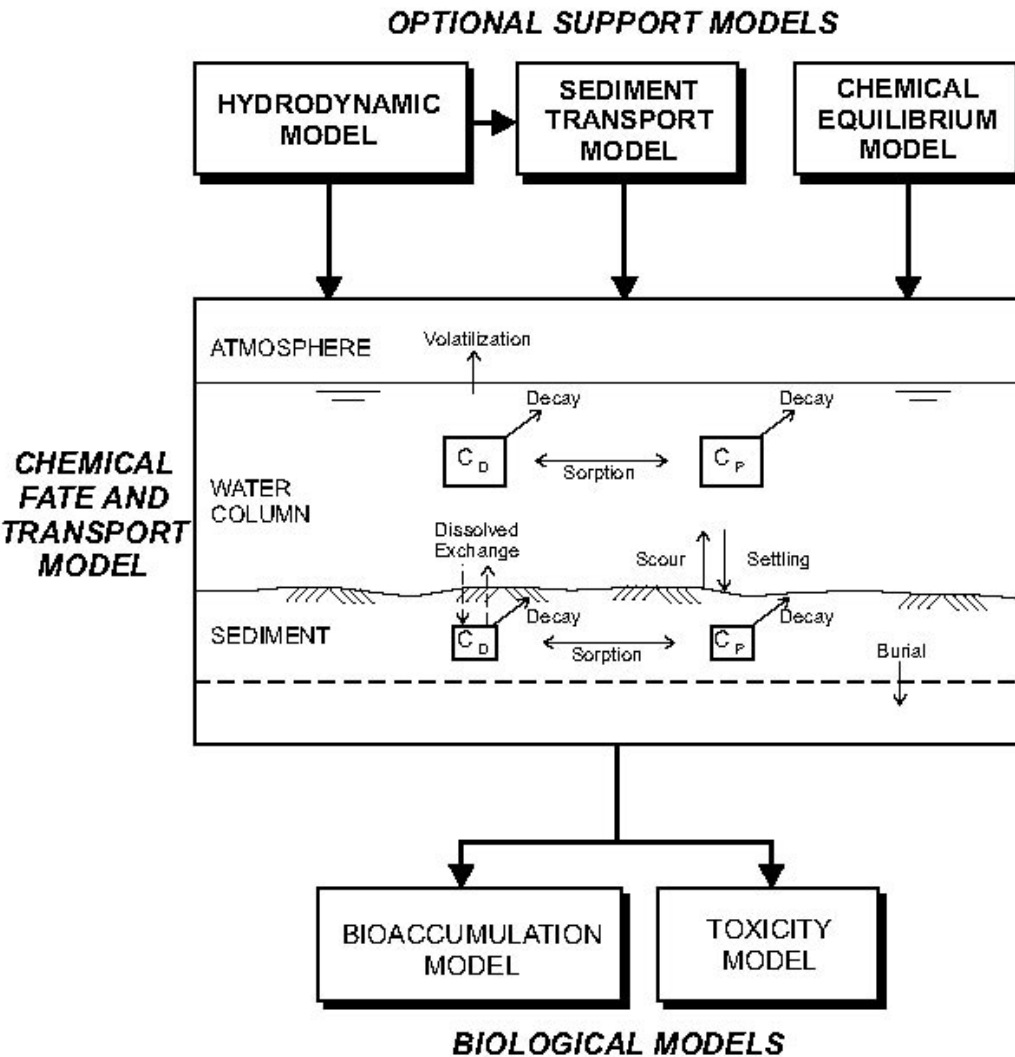 OPTIONAL SUPPORT MODELS
HYDRODYNAMIC
MODEL
SEDIMENT
TRANSPORT
MODEL
CHEMICAL
EQUILIBRIUM
MODEL
CHEMICAL
FATE AND
TRANSPORT
MODEL
ATMOSPHERE
Volatilization
WATER
COLUMN
Decay
Decay
C D
Sorption
C P
Dissolved
Exchange
Scour
Settling
SEDIMENT
Decay
Decay
C D
Sorption
C P
Burial
BIOACCUMULATION
MODEL
TOXICITY
MODEL
BIOLOGICAL MODELS